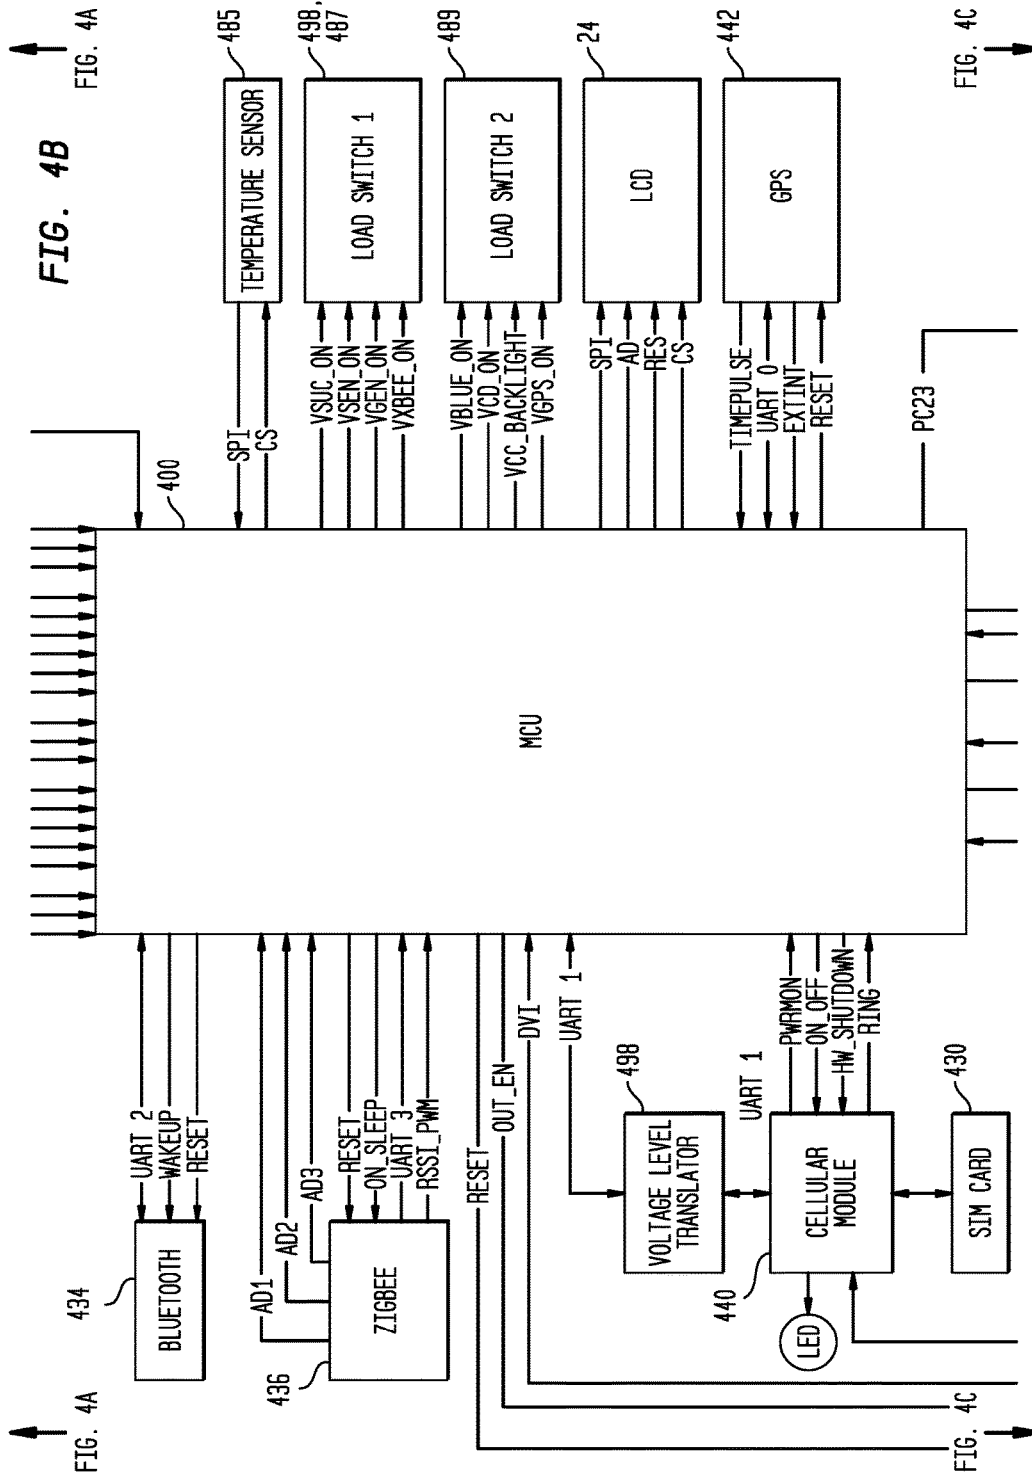 FIG. 4B
FIG. 4A
FIG. 4C
485
TEMPERATURE SENSOR
SPI
CS
498,
487
LOAD SWITCH 1
VSUC_ON
VSEN_ON
VGEN_ON
VXBEE_ON
489
LOAD SWITCH 2
VBLUE_ON
VCD_ON
VCC_BACKLIGHT
VGPS_ON
24
LCD
SPI
AD
RES
CS
442
GPS
TIMEPULSE
UART 0
EXTINT
RESET
PC23
400
MCU
UART 2
WAKEUP
RESET
434
BLUETOOTH
AD1
AD2
AD3
RESET
ON_SLEEP
UART 3
RSSI_PWM
436
ZIGBEE
RESET
OUT_EN
DVI
UART 1
498
VOLTAGE LEVEL
TRANSLATOR
UART 1
PWRMON
ON_OFF
HW_SHUTDOWN
RING
440
CELLULAR
MODULE
LED
430
SIM CARD
FIG. 4A
FIG. 4C